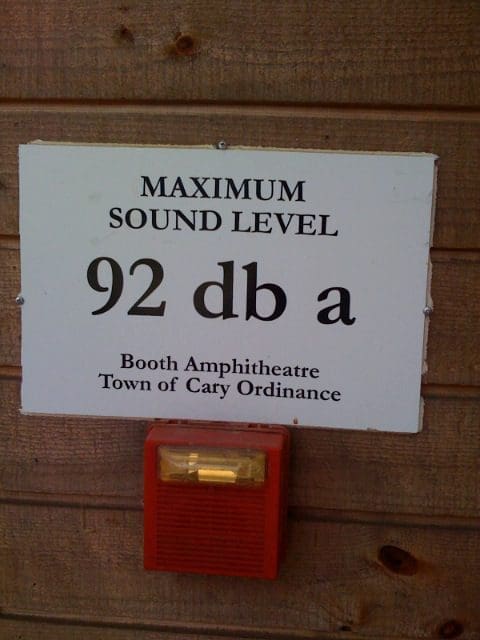 MAXIMUM
SOUND LEVEL
92 db a
Booth Amphitheatre
Town of Cary Ordinance